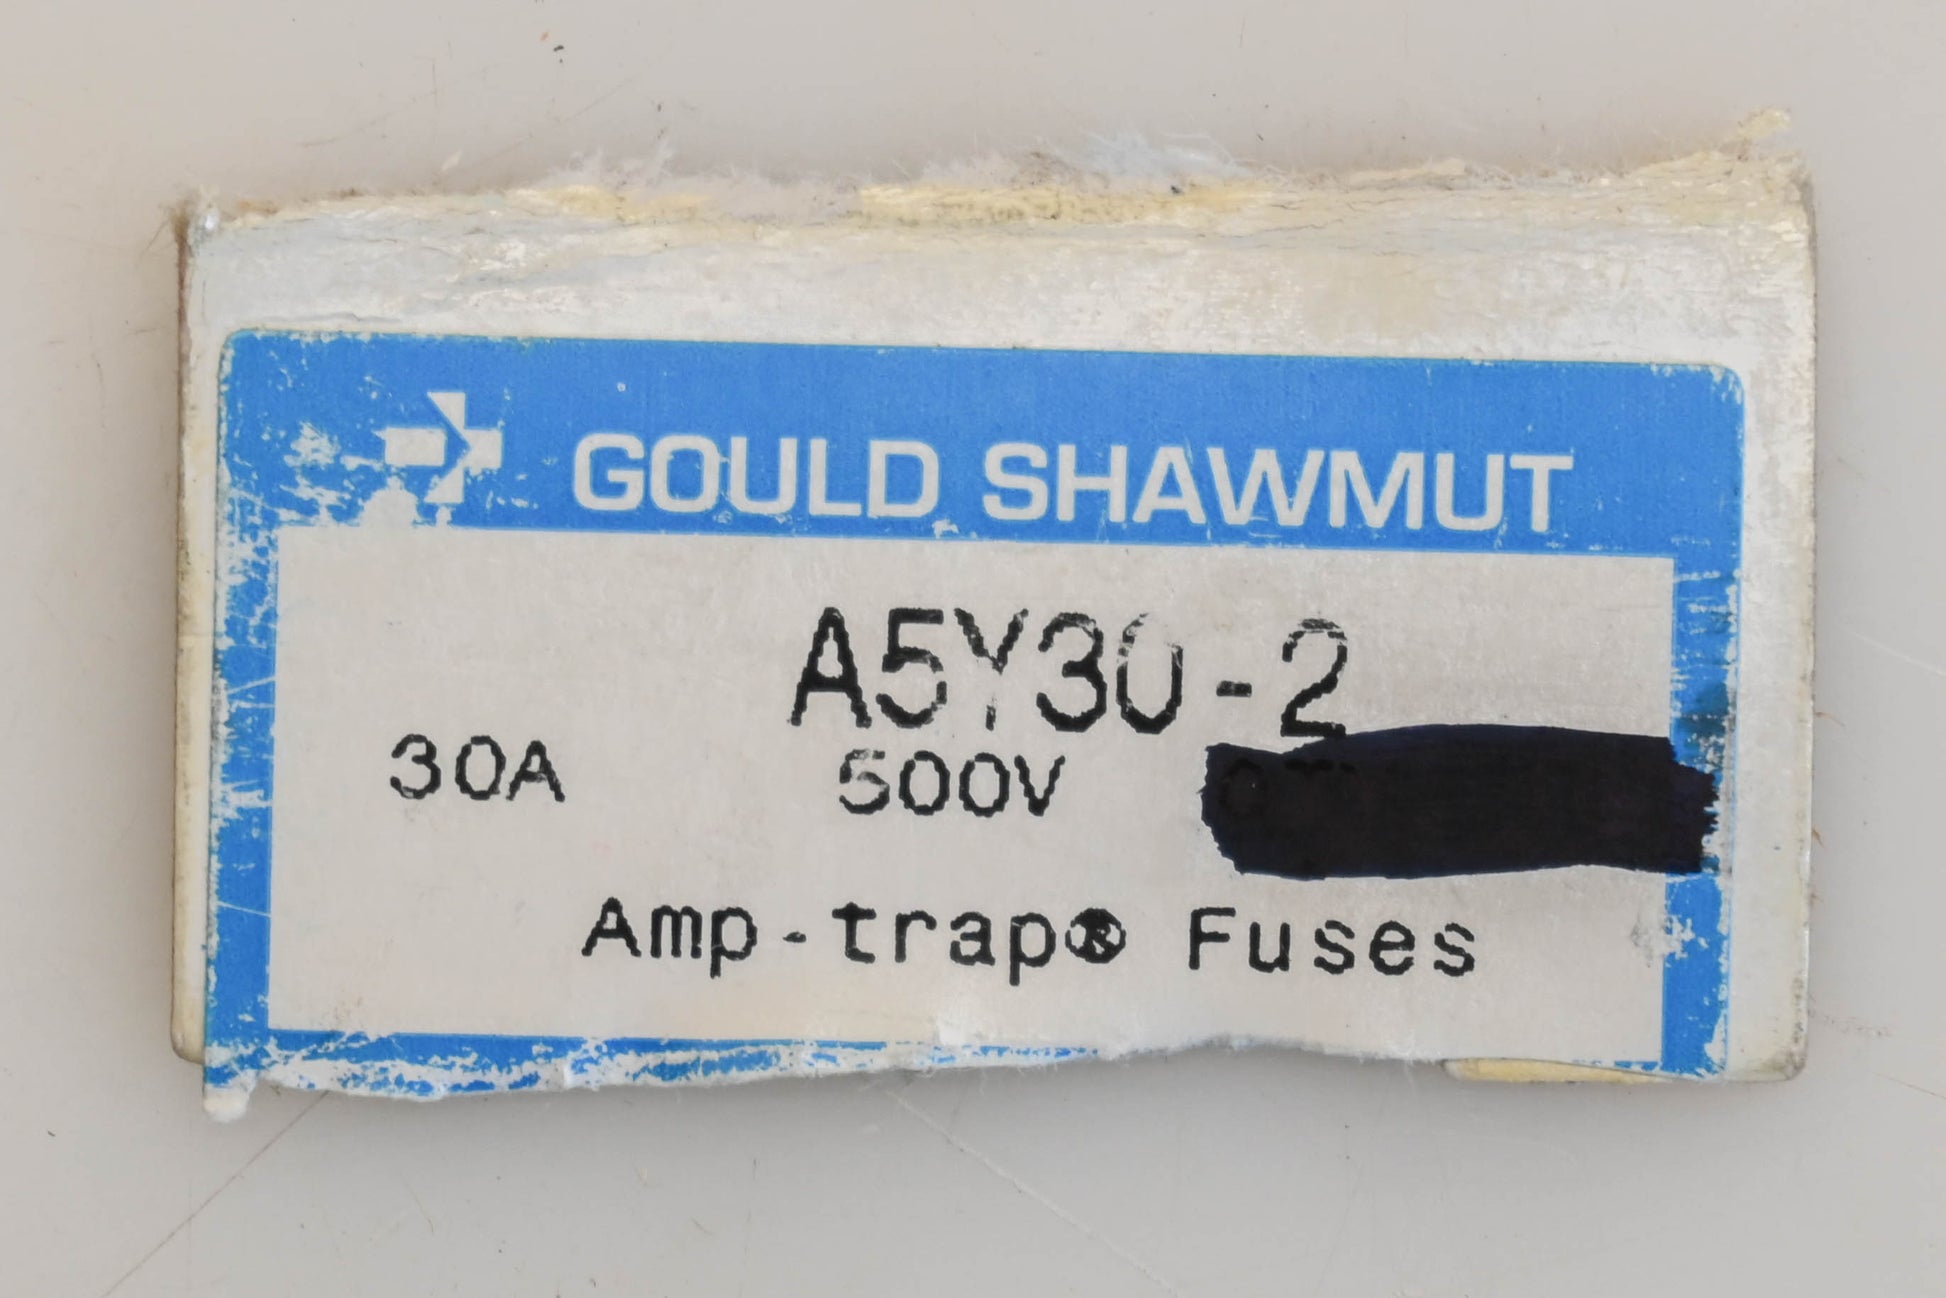 GOULD SHAWMUT
A5Y30-2
30A 500V
Amp-trap® Fuses